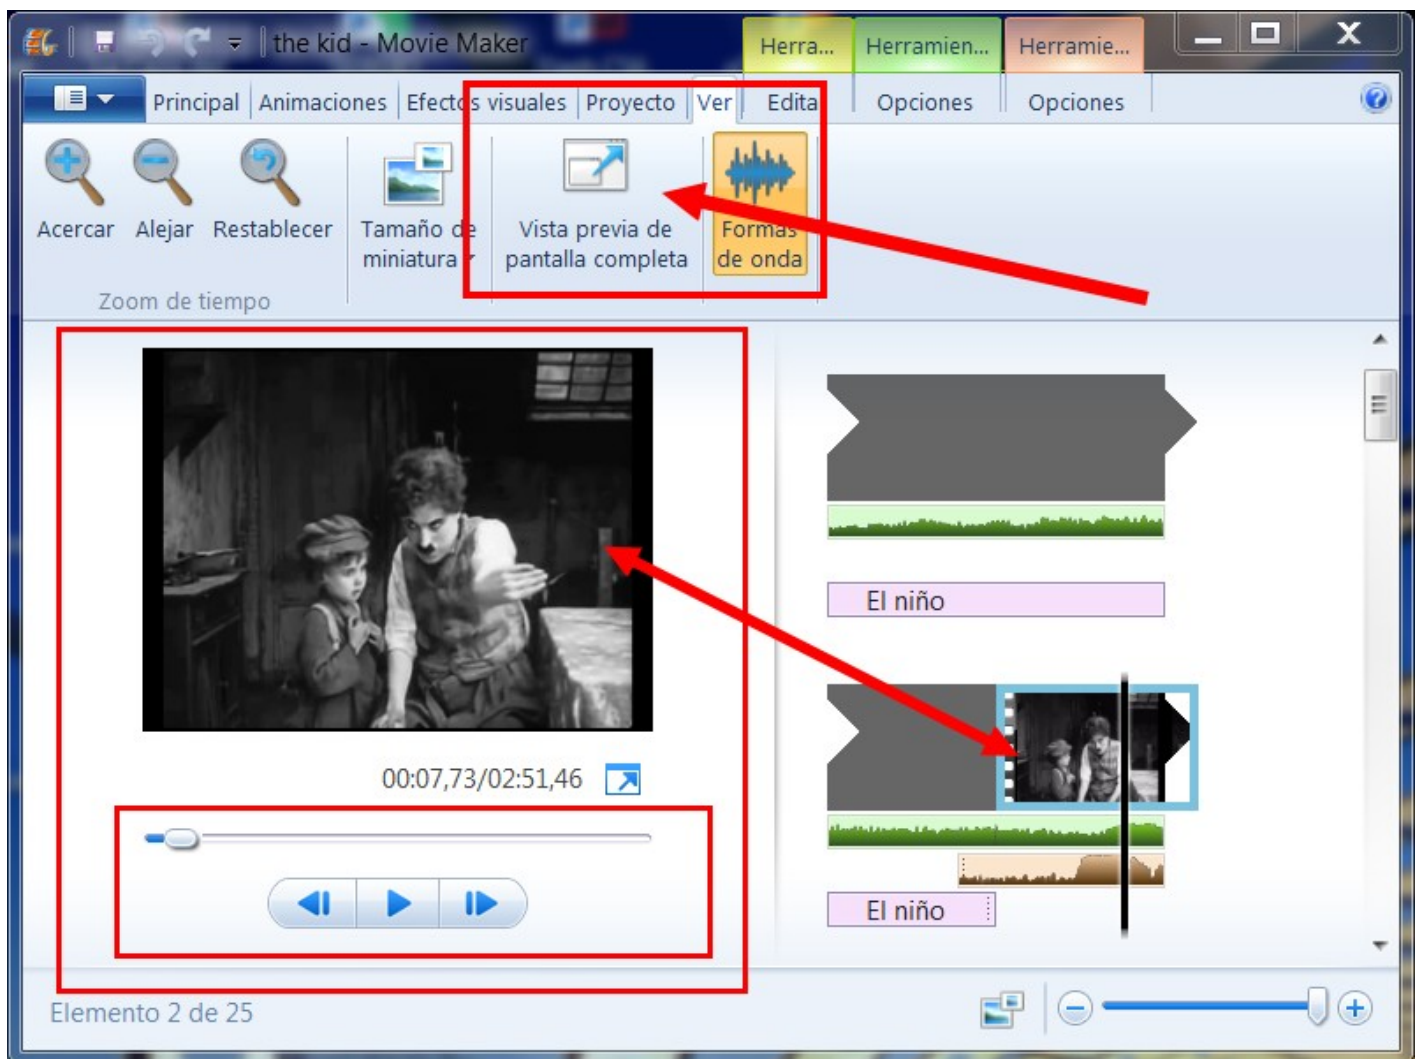 the kid - Movie Maker
Herra...
Herramien...
Herramie...
Principal
Animaciones
Efectos visuales
Proyecto
Ver
Edita
Opciones
Opciones
Acercar
Alejar
Restablecer
Tamaño de
miniatura
Vista previa de
pantalla completa
Formas
de onda
Zoom de tiempo
El niño
00:07,73/02:51,46
El niño
Elemento 2 de 25